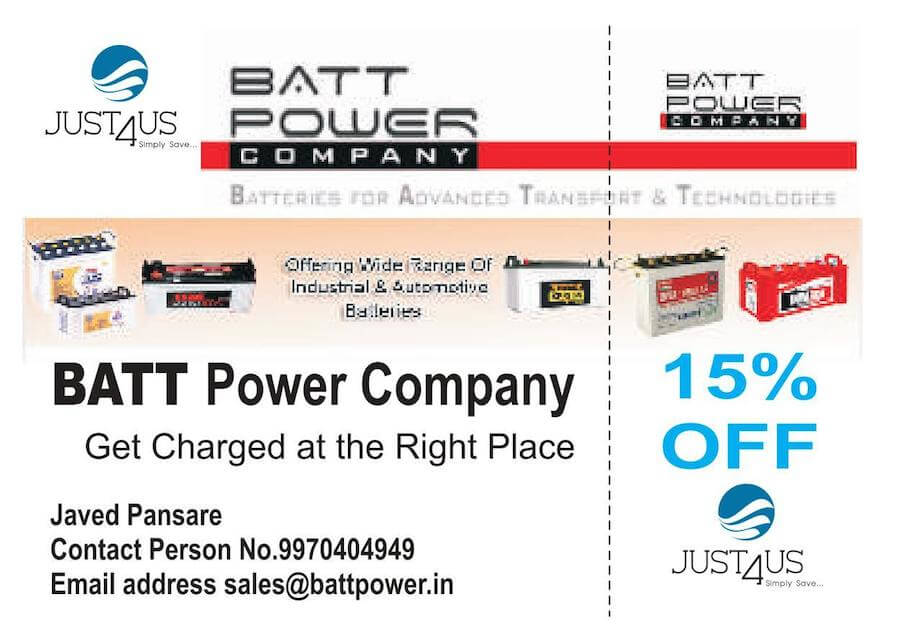 JUST4US
Simply Save...
BATT
POWER
COMPANY
BATTERIES FOR ADVANCED TRANSPORT & TECHNOLOGIES
BATT
POWER
COMPANY
Offering Wide Range Of
Industrial & Automotive
Batteries
BATT Power Company
Get Charged at the Right Place
Javed Pansare
Contact Person No.9970404949
Email address sales@battpower.in
15%
OFF
JUST4US
Simply Save...